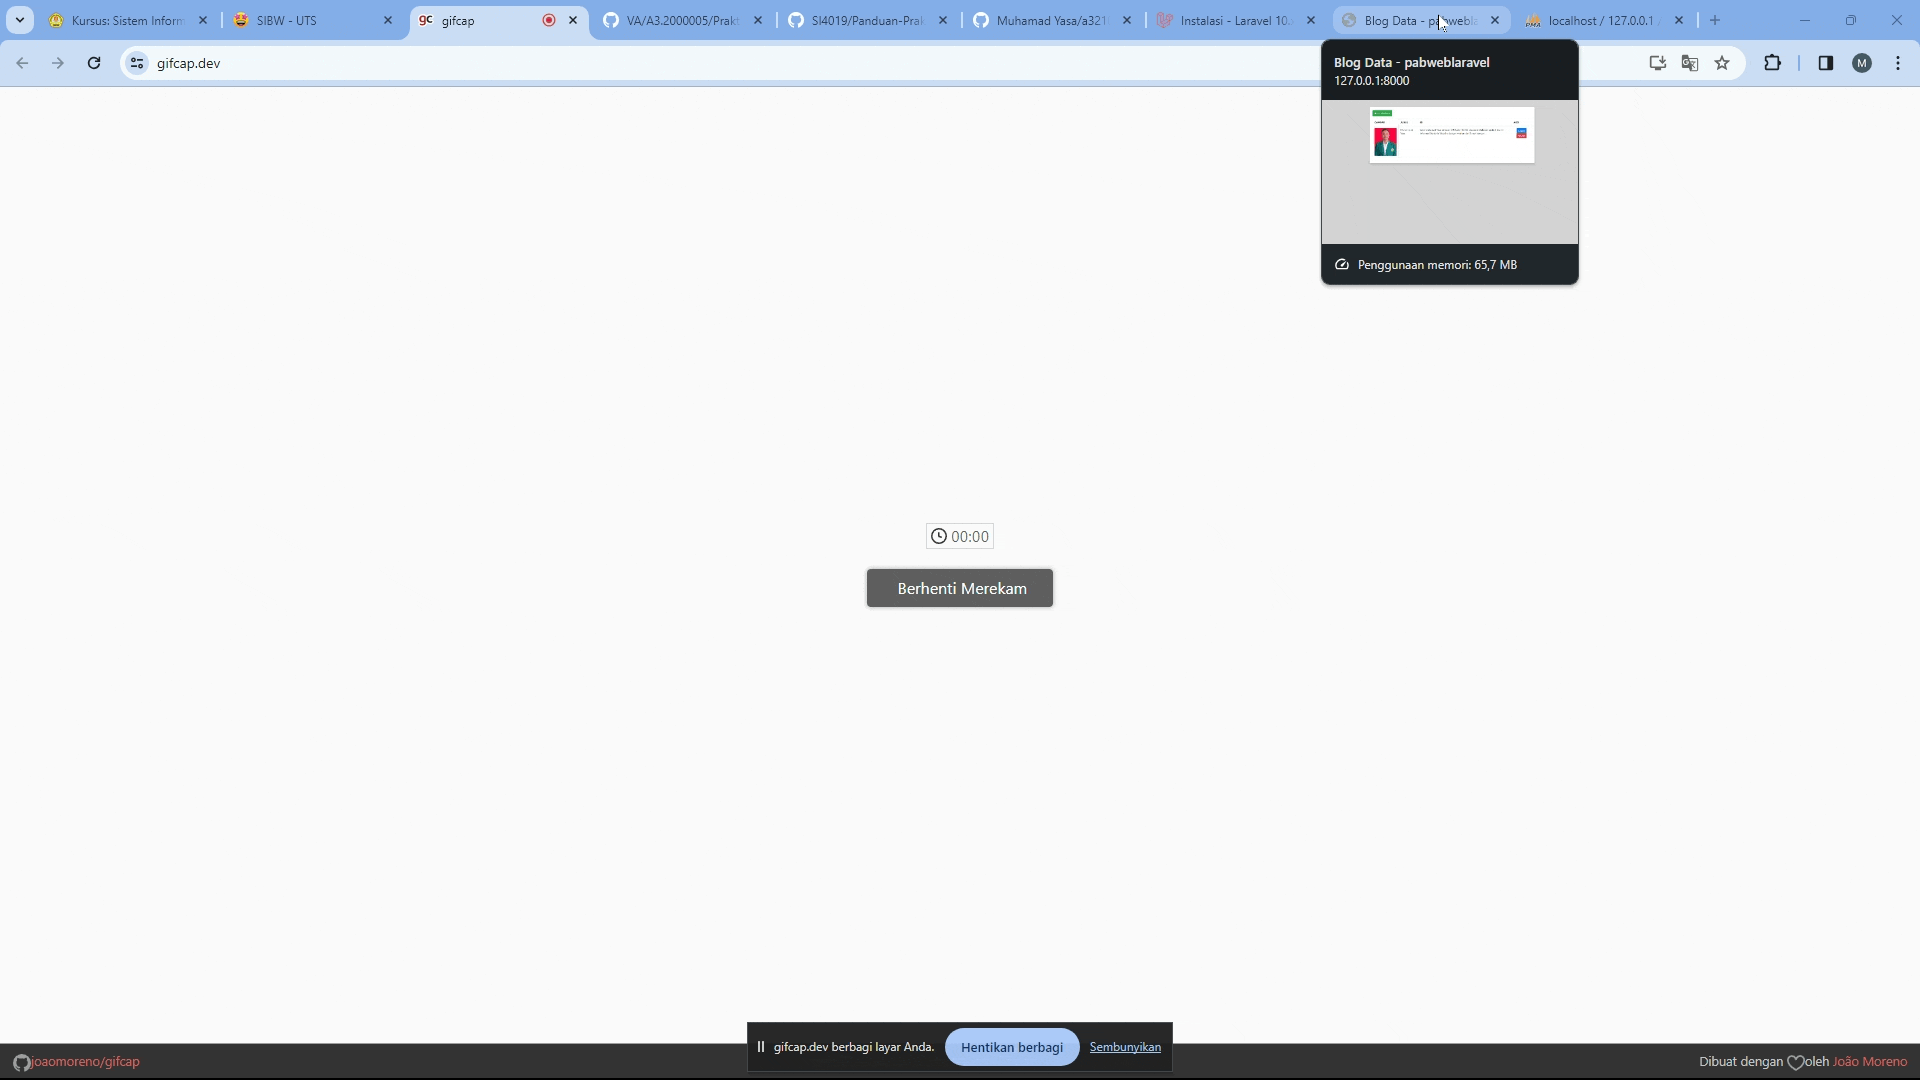 Kursus: Sistem Inform
SIBW - UTS
gc gifcap
VA/A3.2000005/Prakt
SI4019/Panduan-Prak
Muhamad Yasa/a321
Instalasi - Laravel 10.
Blog Data - pabwebla
localhost / 127.0.0.1
gifcap.dev
M
Blog Data - pabweblaravel
127.0.0.1:8000
Penggunaan memori: 65,7 MB
00:00
Berhenti Merekam
gifcap.dev berbagi layar Anda.
Hentikan berbagi
Sembunyikan
joaomoreno/gifcap
Dibuat dengan oleh João Moreno